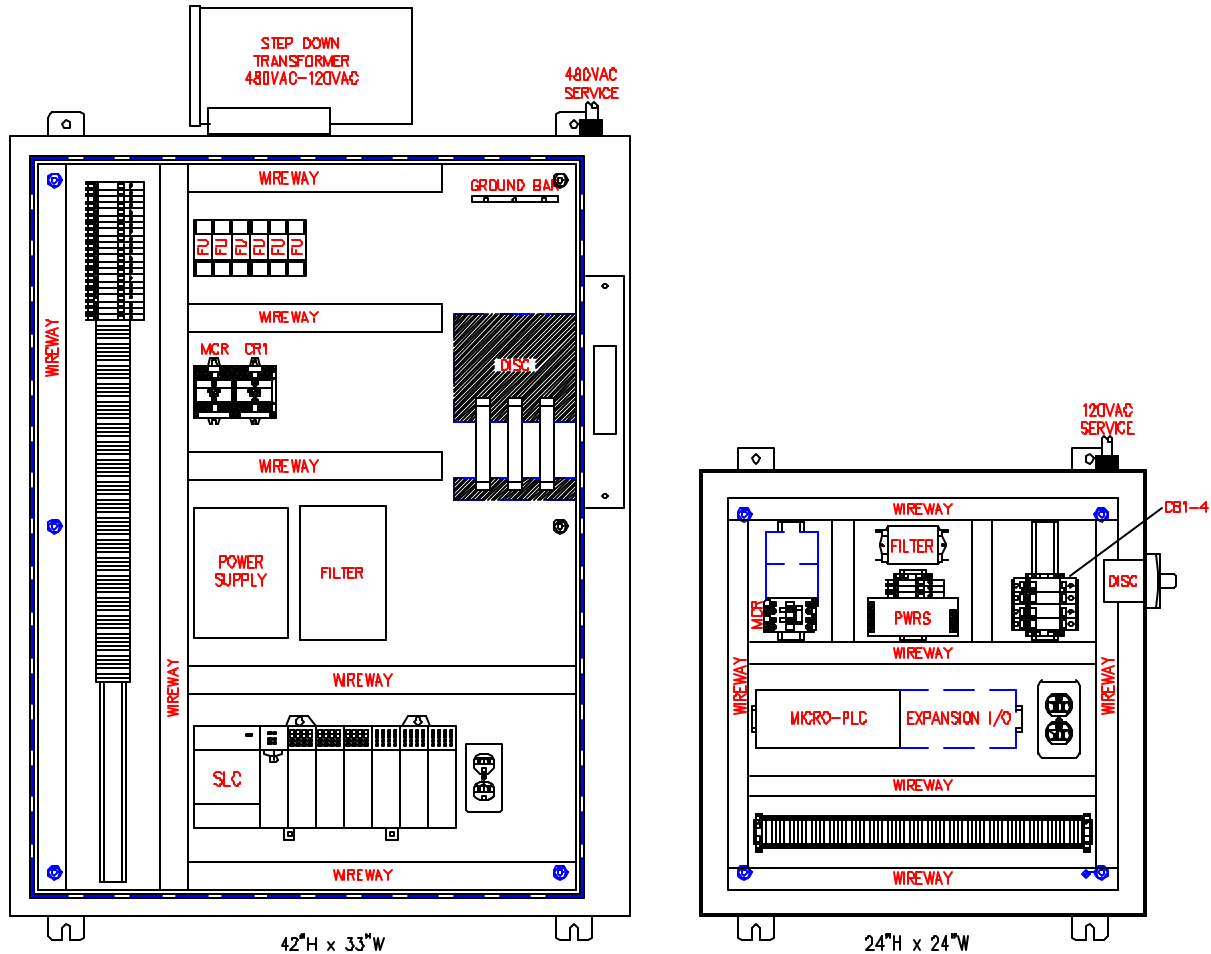 STEP DOWN
TRANSFORMER
480VAC-120VAC
480VAC
SERVICE
WIREWAY
GROUND BAR
FU FU FU FU FU FU
WIREWAY
WIREWAY
DISC
MCR CR1
WIREWAY
POWER
SUPPLY
FILTER
WIREWAY
WIREWAY
SLC
WIREWAY
42"H x 33"W
120VAC
SERVICE
WIREWAY
CB1-4
FILTER
DISC
MCR
PWRS
WIREWAY
WIREWAY
WIREWAY
MICRO-PLC
EXPANSION I/O
WIREWAY
WIREWAY
24"H x 24"W